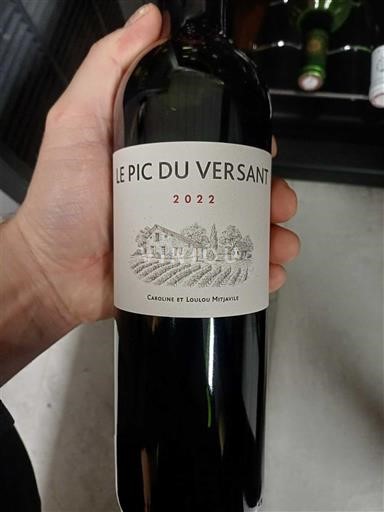 LE PIC DU VERSANT
2022
CAROLINE ET LOULOU MITJAVILE